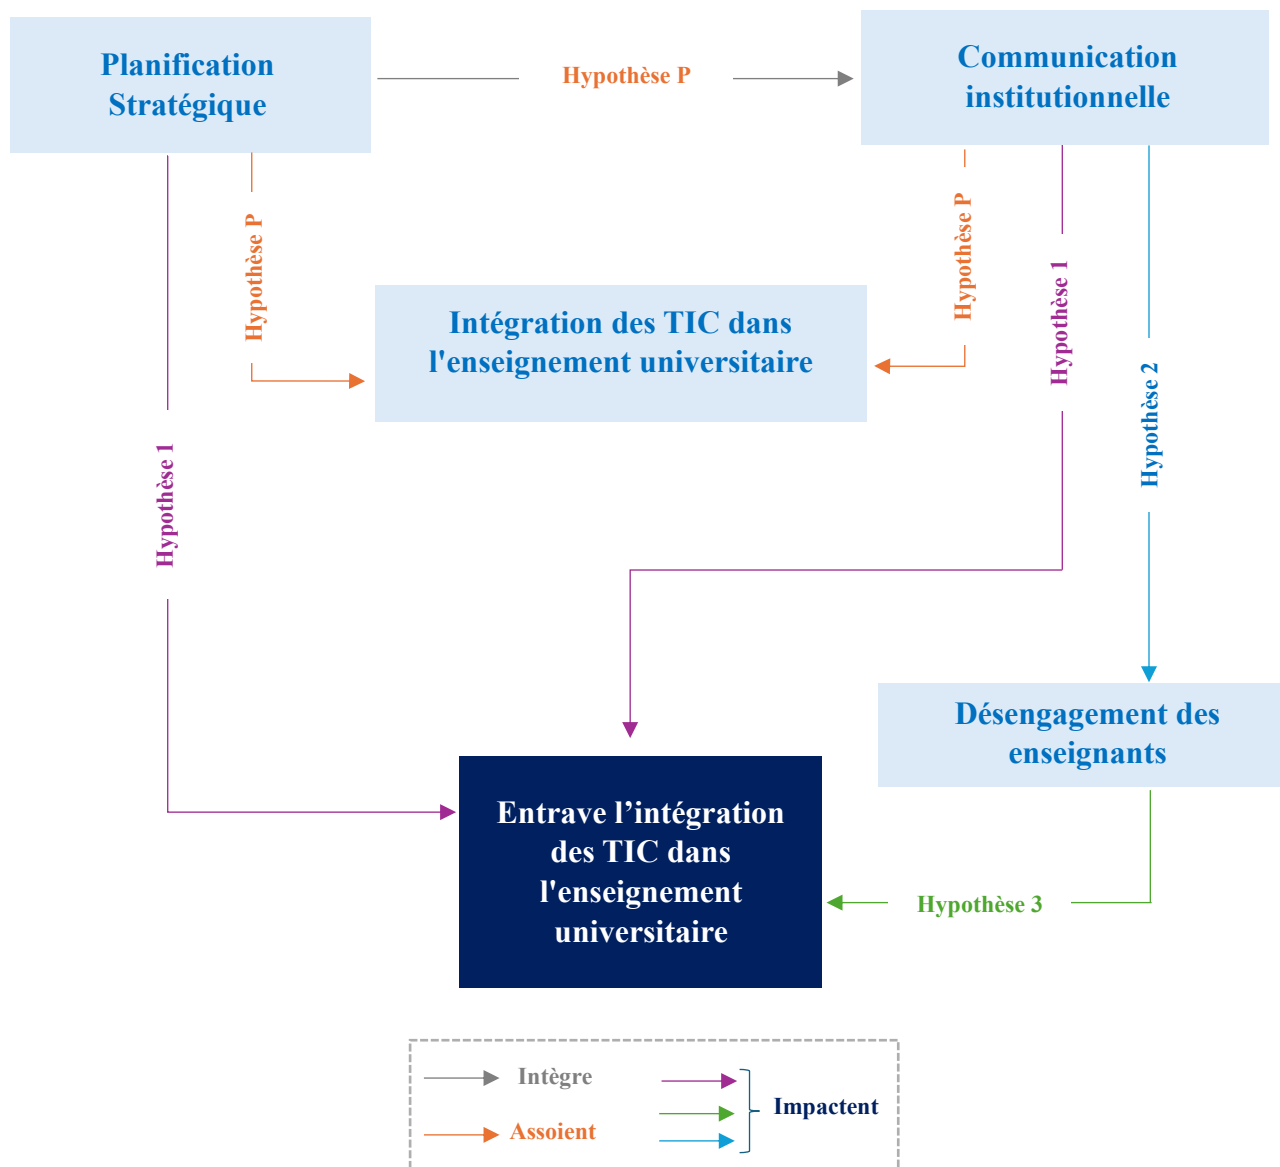 Planification
Stratégique
Hypothèse P
Communication
institutionnelle
Hypothèse P
Hypothèse P
Hypothèse 1
Intégration des TIC dans
l'enseignement universitaire
Hypothèse 2
Hypothèse 1
Désengagement des
enseignants
Entrave l’intégration
des TIC dans
l'enseignement
universitaire
Hypothèse 3
Intègre
Impactent
Assoient